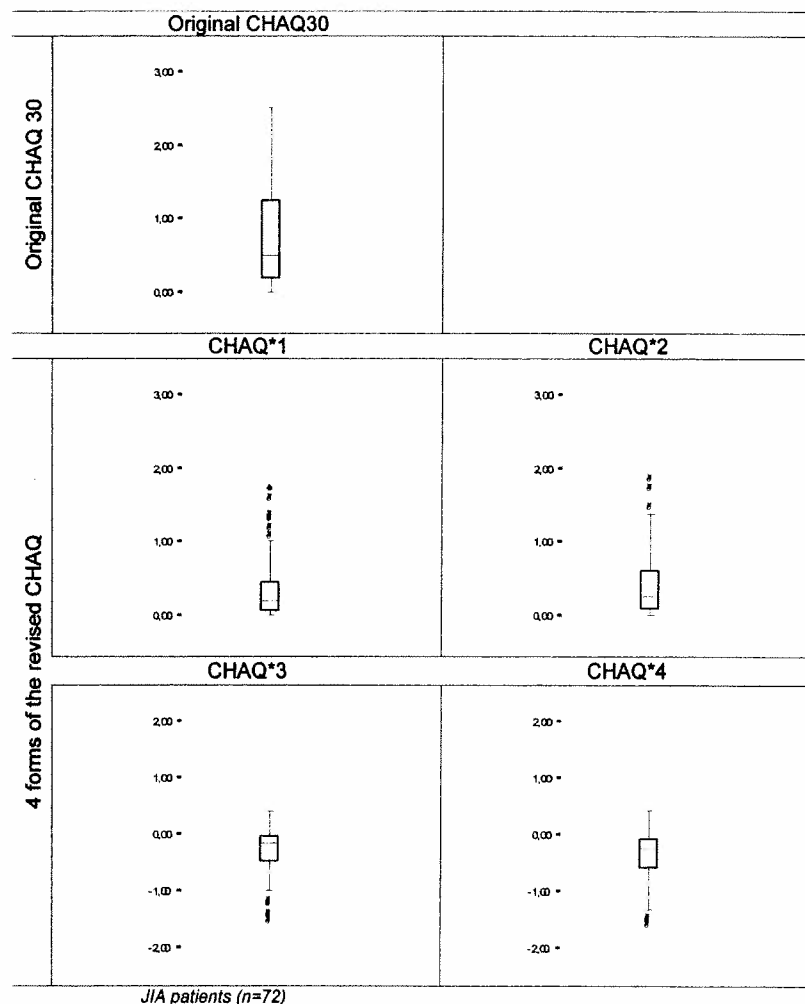 Original CHAQ30
Original CHAQ 30
3,00
2,00
1,00
0,00
CHAQ*1
CHAQ*2
4 forms of the revised CHAQ
3,00
2,00
1,00
0,00
3,00
2,00
1,00
0,00
CHAQ*3
CHAQ*4
2,00
1,00
0,00
-1,00
-2,00
2,00
1,00
0,00
-1,00
-2,00
JIA patients (n=72)